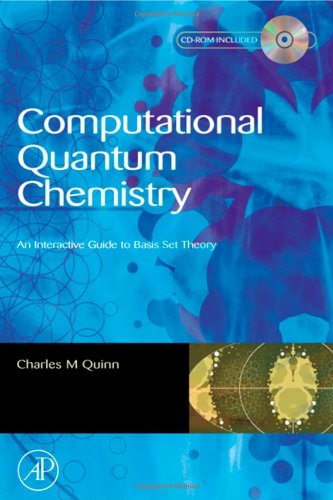 CD-ROM INCLUDED
Computational
Quantum
Chemistry
An Interactive Guide to Basis Set Theory
Charles M Quinn
AP